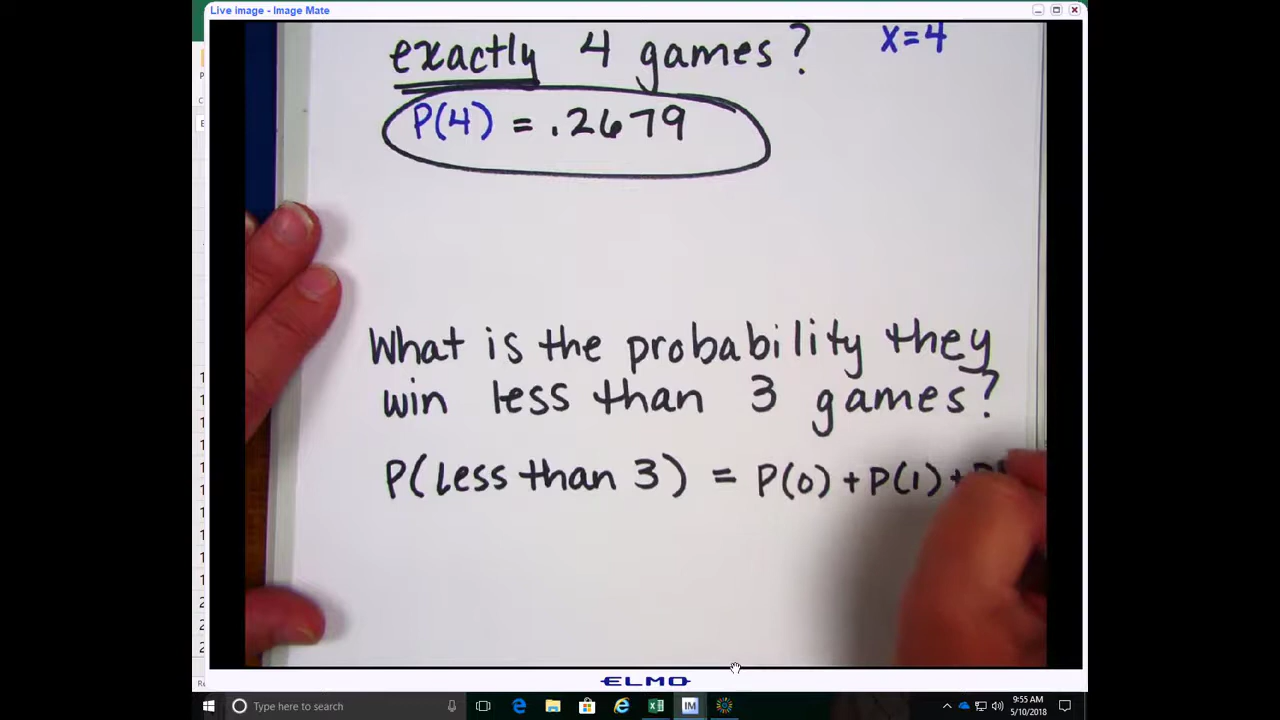 Live image - Image Mate
exactly 4 games? x=4
P(4) = .2679
What is the probability they
win less than 3 games?
P(less than 3) = P(0) + P(1) +
ELMO
Type here to search
9:55 AM
5/10/2018